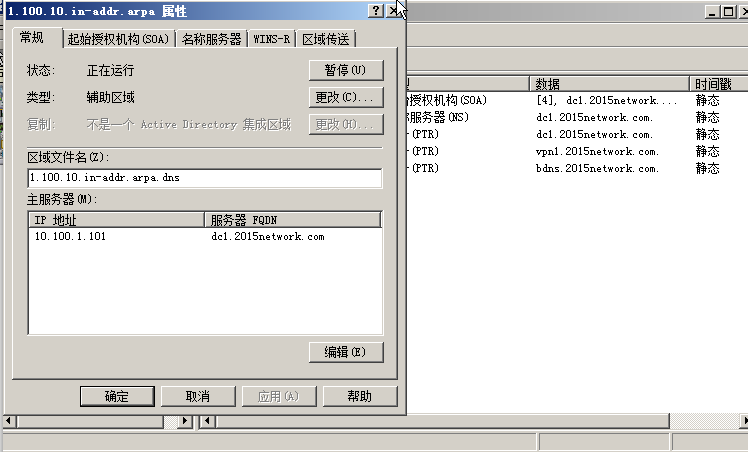 1.100.10.in-addr.arpa 属性
常规 起始授权机构(SOA) 名称服务器 WINS-R 区域传送
状态: 正在运行 暂停(U)
类型: 辅助区域 更改(C)...
复制: 不是一个 Active Directory 集成区域 更改(H)...
区域文件名(Z):
1.100.10.in-addr.arpa.dns
主服务器(M):
IP 地址 服务器 FQDN
10.100.1.101 dc1.2015network.com
编辑(E)
确定 取消 应用(A) 帮助
数据 时间戳
授权机构(SOA) [4], dc1.2015network.... 静态
服务器(NS) dc1.2015network.com. 静态
(PTR) dc1.2015network.com. 静态
(PTR) vpn1.2015network.com. 静态
(PTR) bdns.2015network.com. 静态